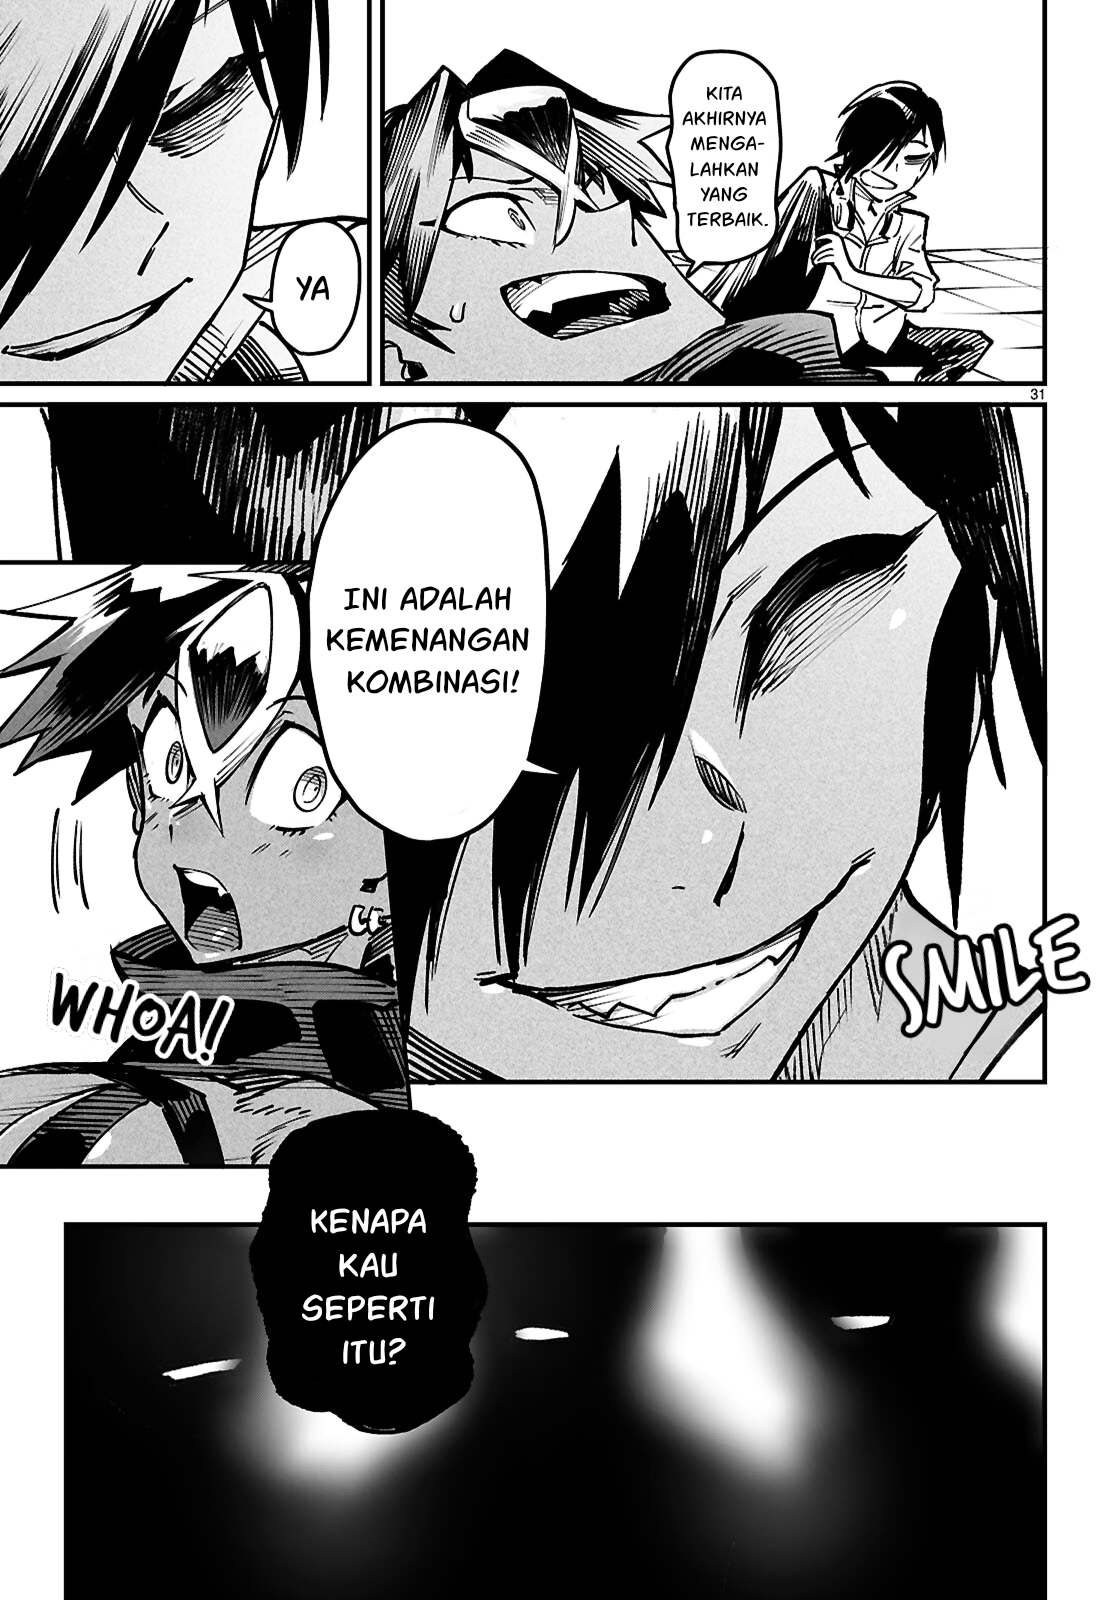 KITA
AKHIRNYA
MENGA-
LAHKAN
YANG
TERBAIK.
YA
31
INI ADALAH
KEMENANGAN
KOMBINASI!
SMILE
WHOA!
KENAPA
KAU
SEPERTI
ITU?